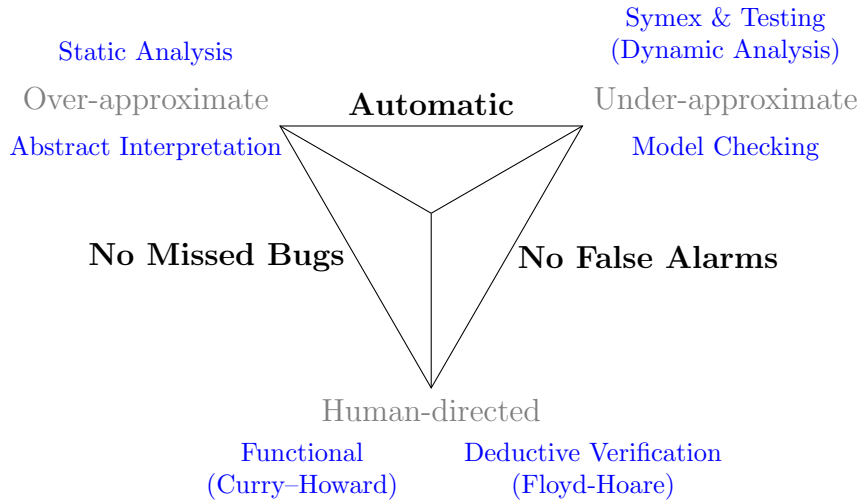 Symex & Testing
(Dynamic Analysis)
Static Analysis
Over-approximate
Automatic
Under-approximate
Abstract Interpretation
Model Checking
No Missed Bugs
No False Alarms
Human-directed
Functional
(Curry–Howard)
Deductive Verification
(Floyd-Hoare)